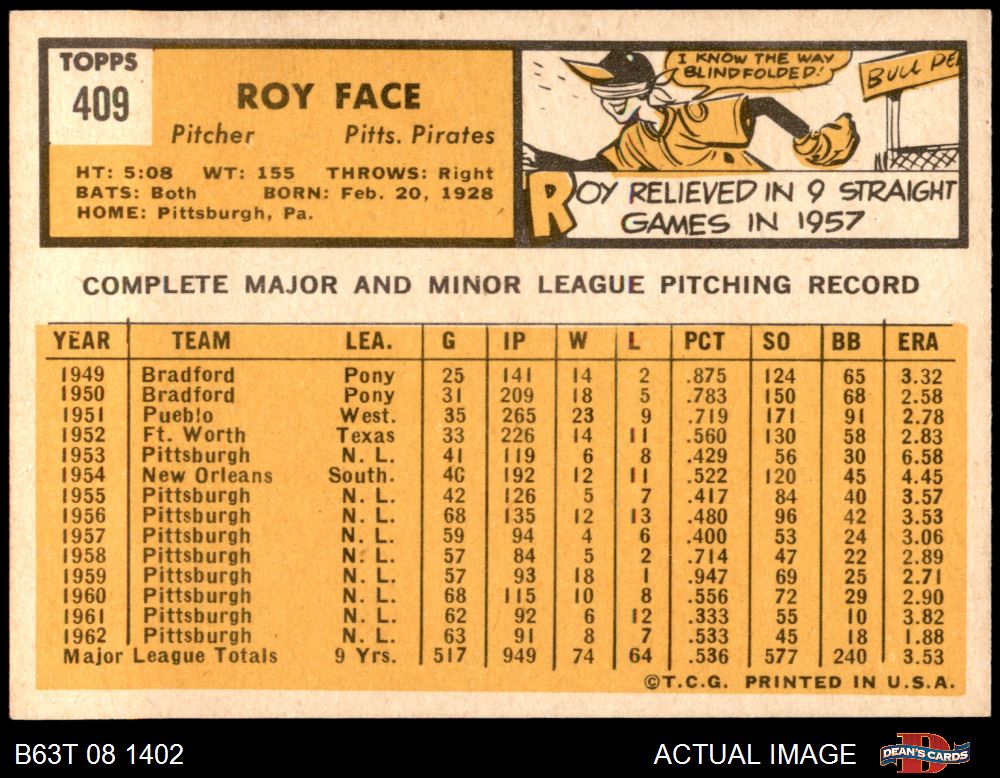 TOPPS
409
ROY FACE
Pitcher Pitts. Pirates
HT: 5:08 WT: 155 THROWS: Right
BATS: Both BORN: Feb. 20, 1928
HOME: Pittsburgh, Pa.
I KNOW THE WAY
BLINDFOLDED!
BULL PE
ROY RELIEVED IN 9 STRAIGHT
GAMES IN 1957
COMPLETE MAJOR AND MINOR LEAGUE PITCHING RECORD
YEAR TEAM LEA. G IP W L PCT SO BB ERA
1949 Bradford Pony 25 141 14 2 .875 124 65 3.32
1950 Bradford Pony 31 209 18 5 .783 150 68 2.58
1951 Pueblo West. 35 265 23 9 .719 171 91 2.78
1952 Ft. Worth Texas 33 226 14 11 .560 130 58 2.83
1953 Pittsburgh N. L. 41 119 6 8 .429 56 30 6.58
1954 New Orleans South. 40 192 12 11 .522 120 45 4.45
1955 Pittsburgh N. L. 42 126 5 7 .417 84 40 3.57
1956 Pittsburgh N. L. 68 135 12 13 .480 96 42 3.53
1957 Pittsburgh N. L. 59 94 4 6 .400 53 24 3.06
1958 Pittsburgh N. L. 57 84 5 2 .714 47 22 2.89
1959 Pittsburgh N. L. 57 93 18 1 .947 69 25 2.71
1960 Pittsburgh N. L. 68 115 10 8 .556 72 29 2.90
1961 Pittsburgh N. L. 62 92 6 12 .333 55 10 3.82
1962 Pittsburgh N. L. 63 91 8 7 .533 45 18 1.88
Major League Totals 9 Yrs. 517 949 74 64 .536 577 240 3.53
©T.C.G. PRINTED IN U.S.A.
B63T 08 1402 ACTUAL IMAGE DEAN'S CARDS